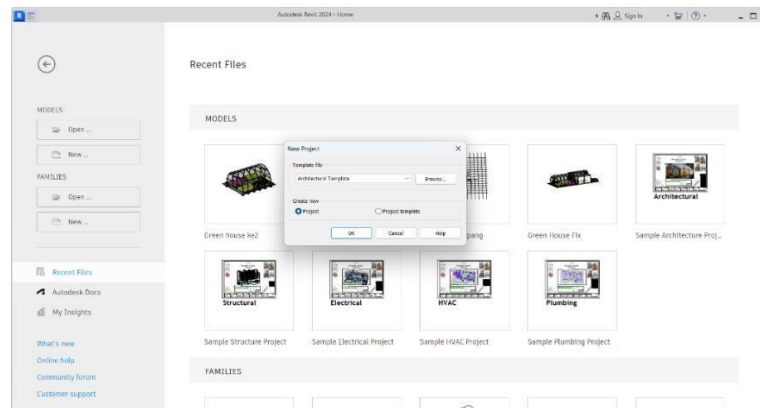 Autodesk Revit 2024 - Home
Sign In
Recent Files
MODELS
Open ...
New ...
FAMILIES
Open ...
New ...
Recent Files
Autodesk Docs
My Insights
What's new
Online help
Community forum
Customer support
MODELS
New Project
Template file
Architectural Template
Browse...
Create new
Project
Project template
OK
Cancel
Help
Green house ke2
pang
Green House Fix
Architectural
Sample Architecture Proj...
Structural
Electrical
HVAC
Plumbing
Sample Structure Project
Sample Electrical Project
Sample HVAC Project
Sample Plumbing Project
FAMILIES